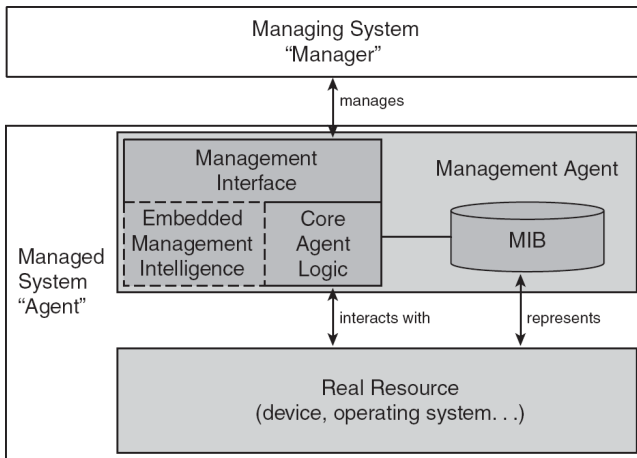 Managing System
“Manager”
manages
Management
Interface
Management Agent
Embedded
Management
Intelligence
Core
Agent
Logic
MIB
Managed
System
“Agent”
interacts with
represents
Real Resource
(device, operating system. . .)